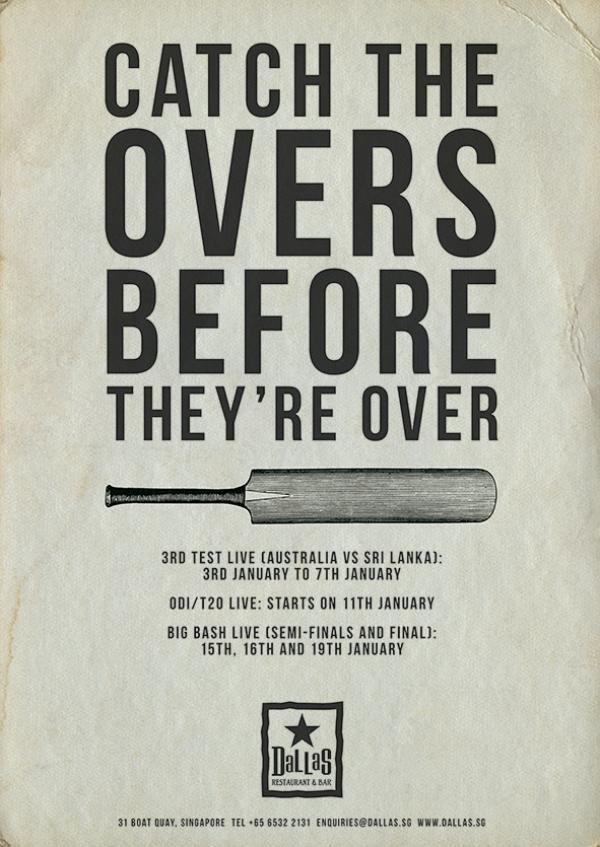 CATCH THE
OVERS
BEFORE
THEY'RE OVER
3RD TEST LIVE (AUSTRALIA VS SRI LANKA):
3RD JANUARY TO 7TH JANUARY
ODI/T20 LIVE: STARTS ON 11TH JANUARY
BIG BASH LIVE (SEMI-FINALS AND FINAL):
15TH, 16TH AND 19TH JANUARY
DALLAS
RESTAURANT & BAR
31 BOAT QUAY, SINGAPORE TEL +65 6532 2131 ENQUIRIES@DALLAS.SG WWW.DALLAS.SG